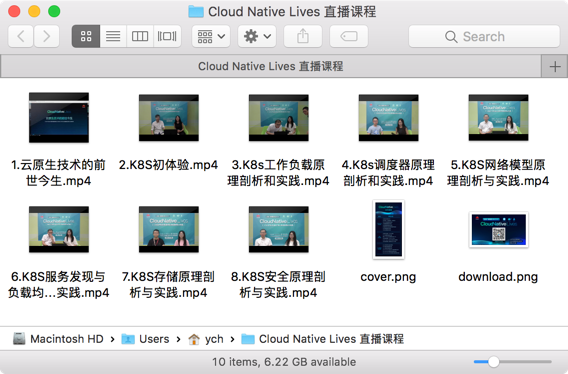 Cloud Native Lives 直播课程
Search
Cloud Native Lives 直播课程
1.云原生技术的前
世今生.mp4
2.K8S初体验.mp4
3.K8s工作负载原
理剖析和实践.mp4
4.K8s调度器原理
剖析和实践.mp4
5.K8S网络模型原
理剖析与实践.mp4
6.K8S服务发现与
负载均...实践.mp4
7.K8S存储原理剖
析与实践.mp4
8.K8S安全原理剖
析与实践.mp4
cover.png
download.png
Macintosh HD › Users › ych › Cloud Native Lives 直播课程
10 items, 6.22 GB available